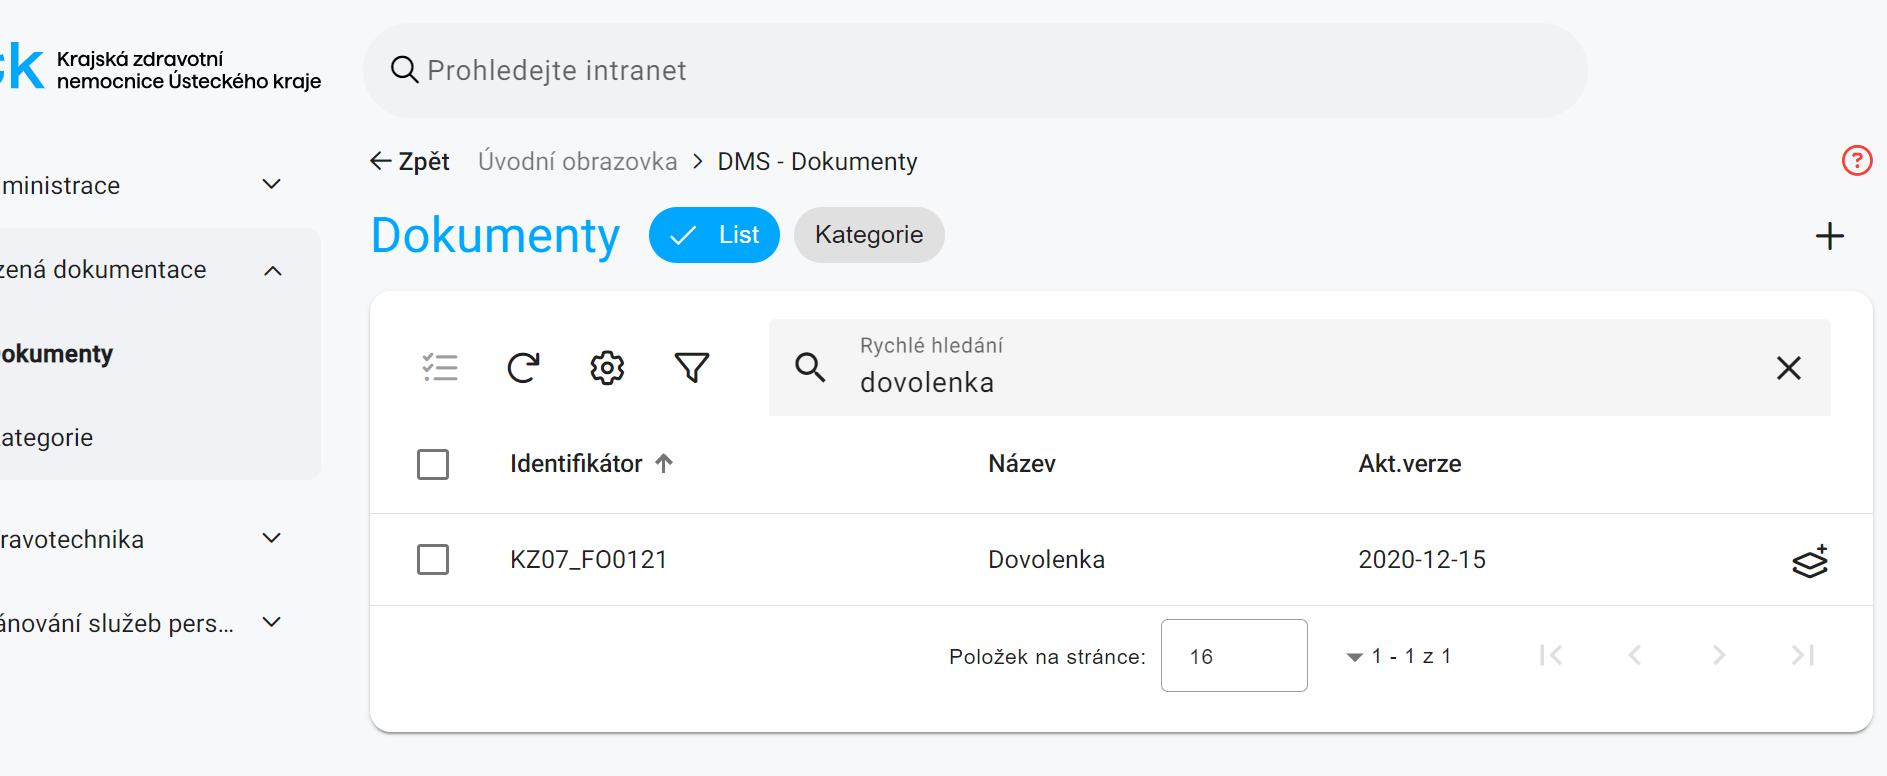 k Krajská zdravotní
nemocnice Ústeckého kraje
Prohledejte intranet
Zpět Úvodní obrazovka > DMS - Dokumenty
ministrace
Dokumenty List Kategorie
zená dokumentace
okumenty
ategorie
ravotechnika
ánování služeb pers...
Rychlé hledání
dovolenka
Identifikátor Název Akt.verze
KZ07_FO0121 Dovolenka 2020-12-15
Položek na stránce: 16 1 - 1 z 1